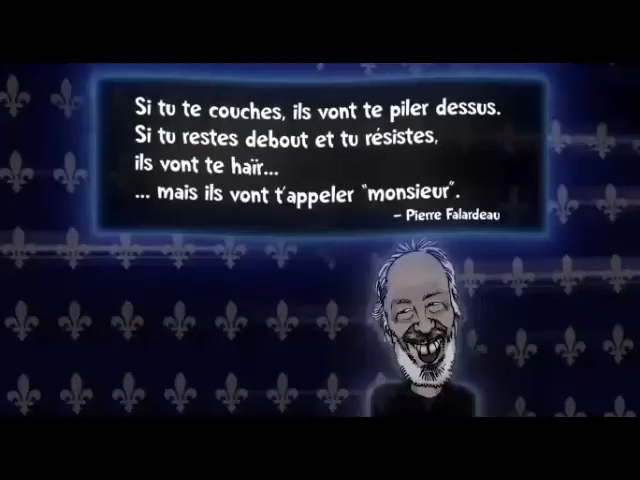 Si tu te couches, ils vont te piler dessus.
Si tu restes debout et tu résistes,
ils vont te haïr...
... mais ils vont t'appeler "monsieur".
– Pierre Falardeau